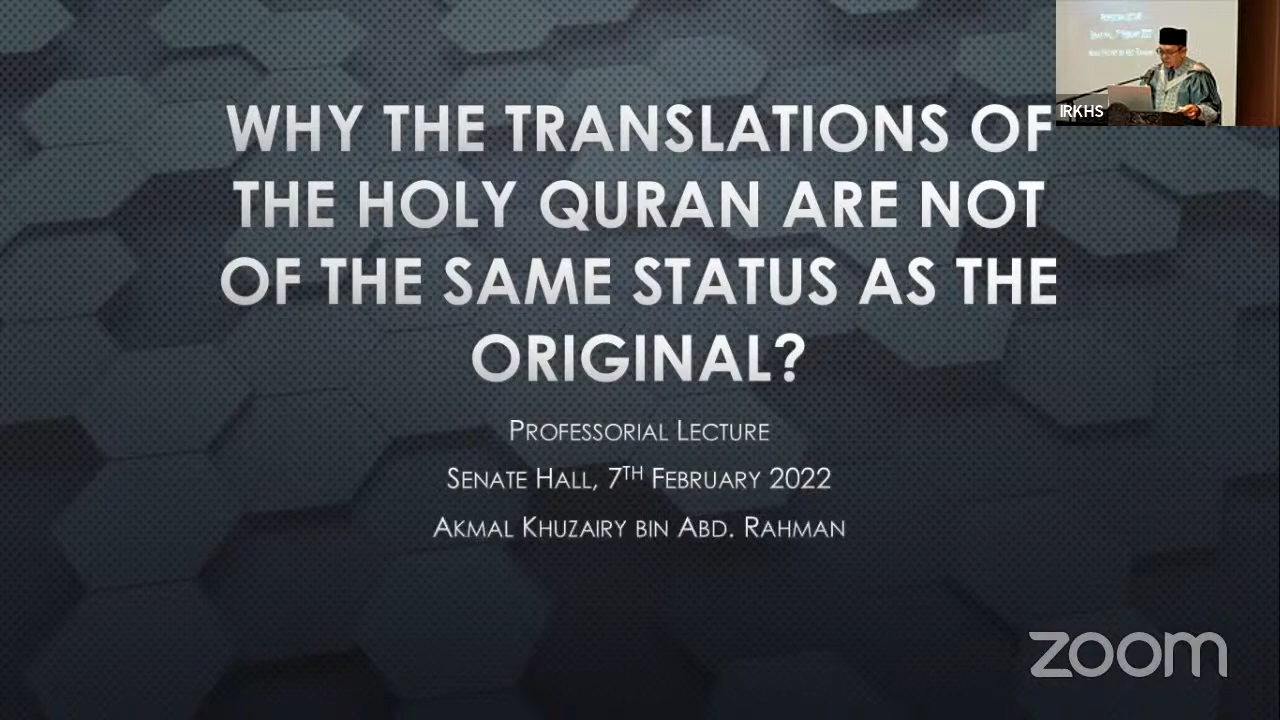 WHY THE TRANSLATIONS OF
THE HOLY QURAN ARE NOT
OF THE SAME STATUS AS THE
ORIGINAL?
PROFESSORIAL LECTURE
SENATE HALL, 7TH FEBRUARY 2022
AKMAL KHUZAIRY BIN ABD. RAHMAN
IRKHS
zoom